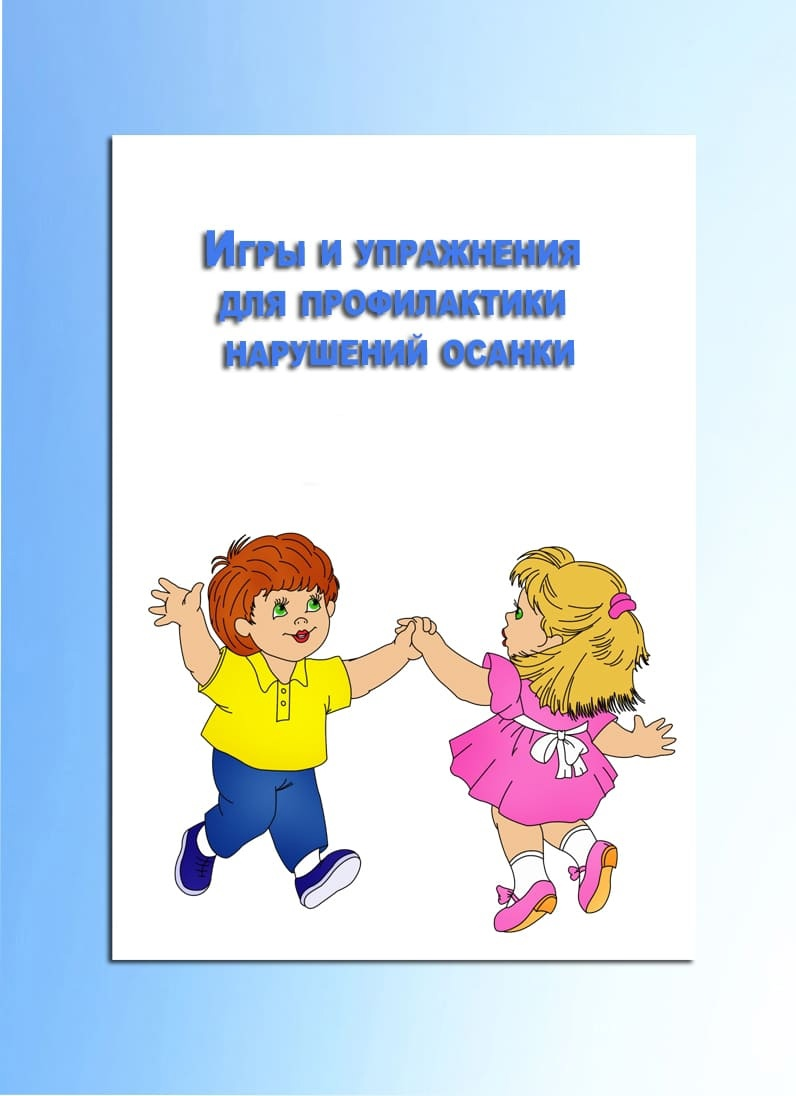 Игры и упражнения
для профилактики
нарушений осанки